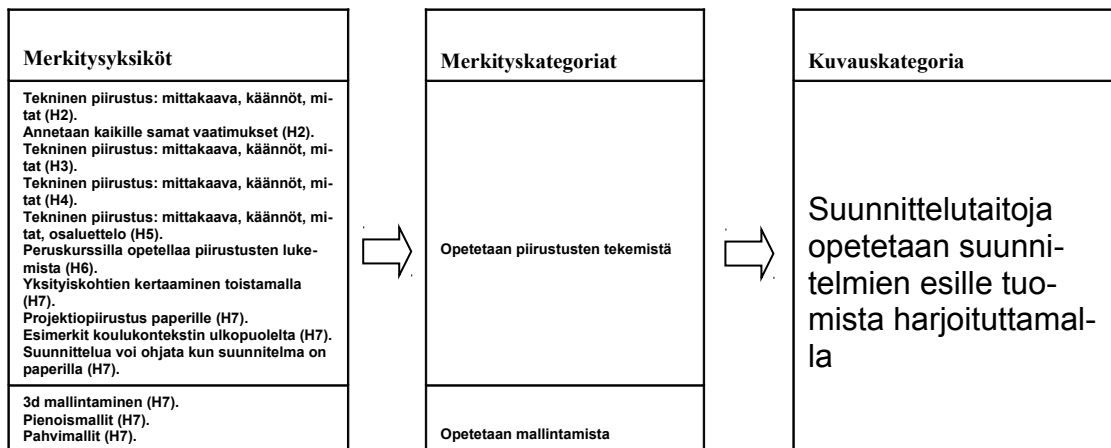 Merkitysyksiköt
Tekninen piirustus: mittakaava, käännöt, mi-
tat (H2).
Annetaan kaikille samat vaatimukset (H2).
Tekninen piirustus: mittakaava, käännöt, mi-
tat (H3).
Tekninen piirustus: mittakaava, käännöt, mi-
tat (H4).
Tekninen piirustus: mittakaava, käännöt, mi-
tat, osaluettelo (H5).
Peruskurssilla opetellaa piirustusten luke-
mista (H6).
Yksityiskohtien kertaaminen toistamalla
(H7).
Projektiopiirustus paperille (H7).
Esimerkit koulukontekstin ulkopuolelta (H7).
Suunnittelua voi ohjata kun suunnitelma on
paperilla (H7).
3d mallintaminen (H7).
Pienoismallit (H7).
Pahvimallit (H7).
Merkityskategoriat
Opetetaan piirustusten tekemistä
Opetetaan mallintamista
Kuvauskategoria
Suunnittelutaitoja
opetetaan suunni-
telmien esille tuo-
mista harjoituttamal-
la